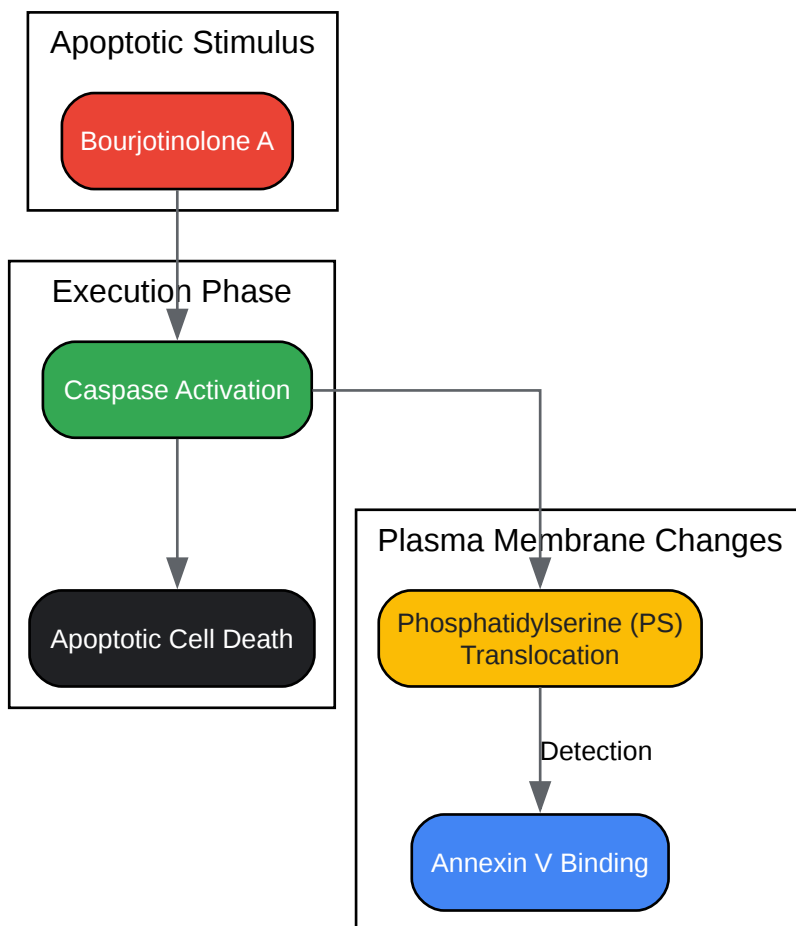 Apoptotic Stimulus
Bourjotinolone A
Execution Phase
Caspase Activation
Apoptotic Cell Death
Plasma Membrane Changes
Phosphatidylserine (PS)
Translocation
Detection
Annexin V Binding